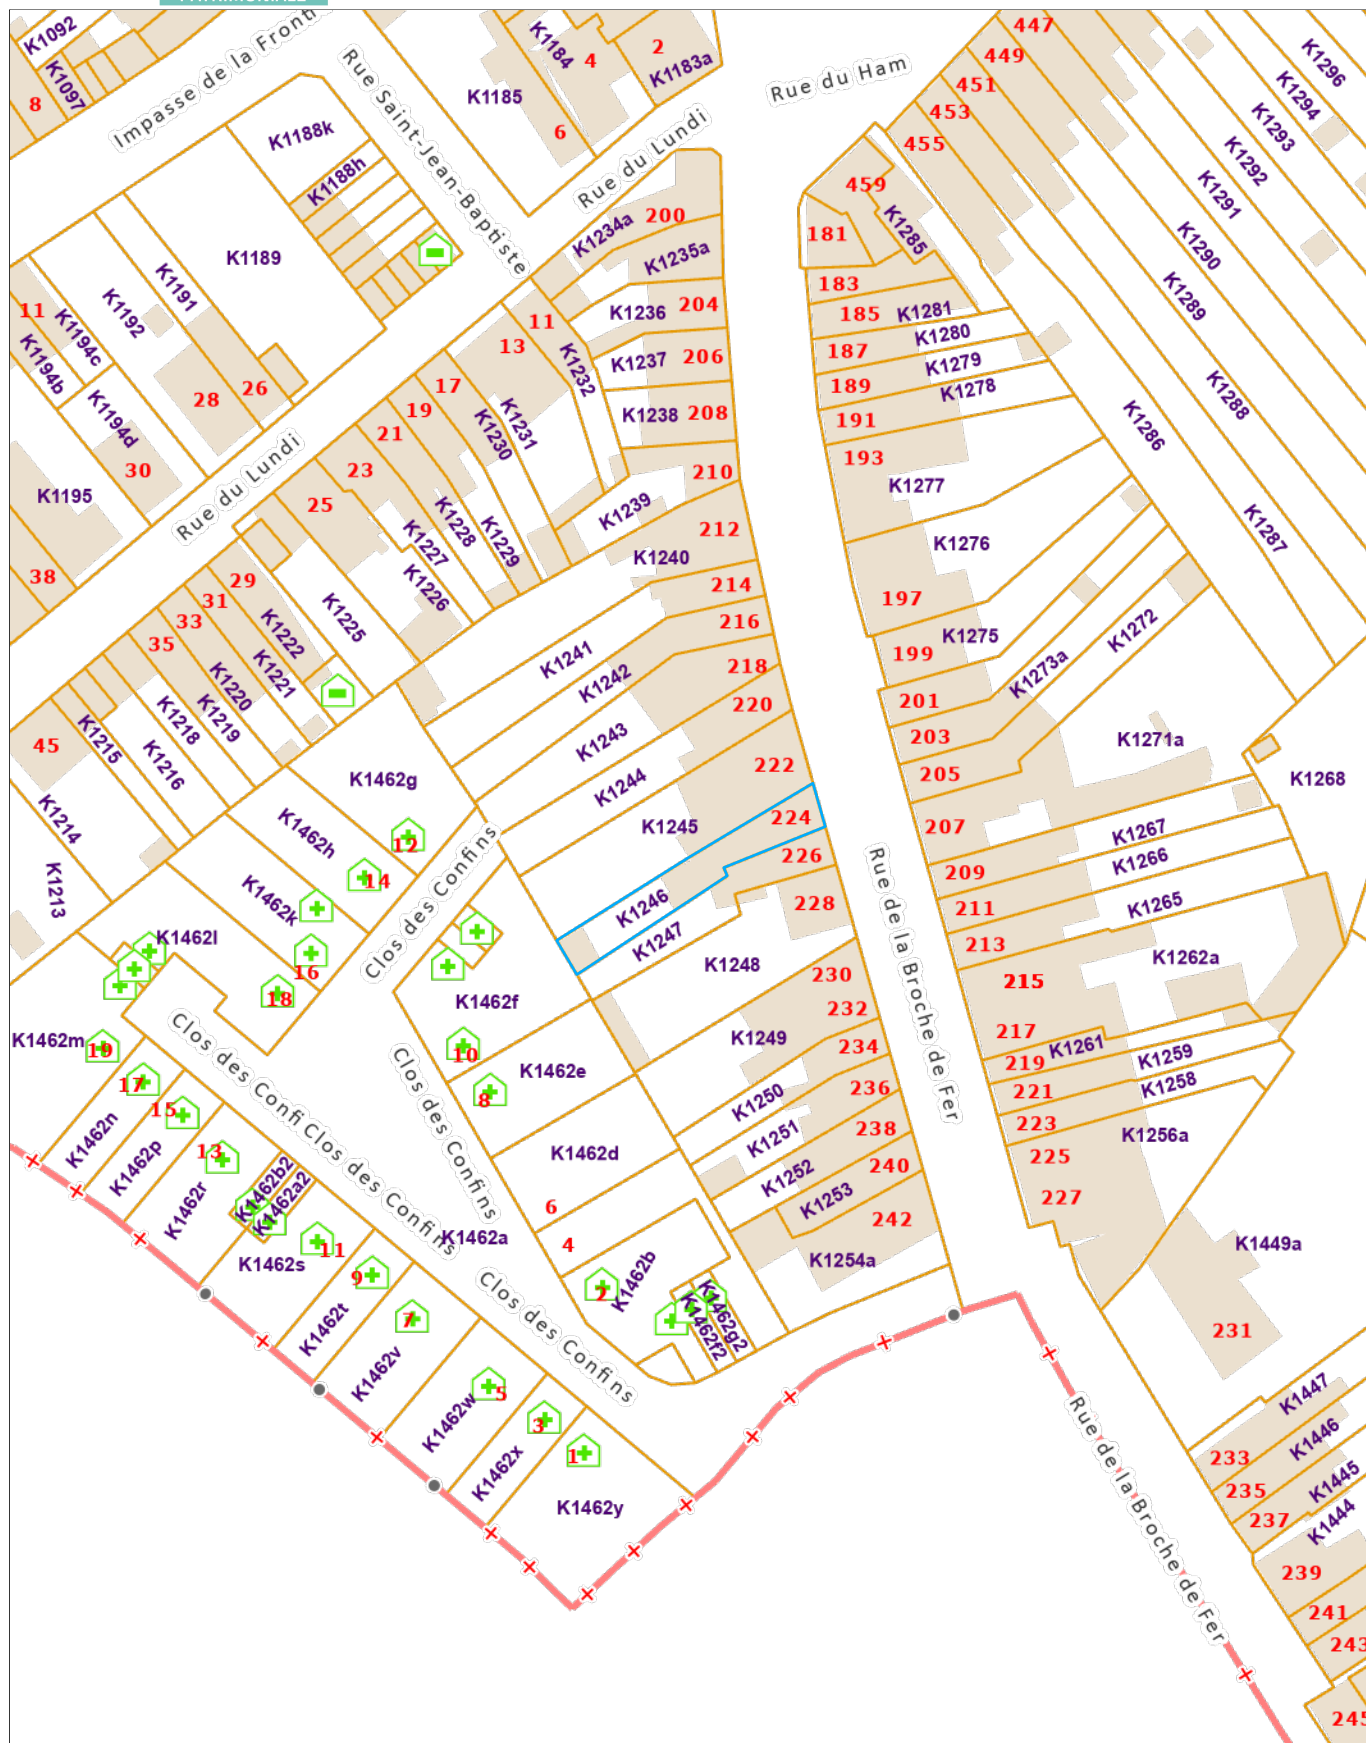 K1092
K1097
8
Impasse de la Fronti
Rue Saint-Jean-Baptiste
K1185
K1184
4
2
K1183a
6
Rue du Lundi
Rue du Ham
447
449
451
453
455
K1296
K1294
K1293
K1292
K1291
K1290
K1289
K1288
K1287
K1286
K1188k
K1188h
K1189
K1191
K1192
11
K1194c
K1194b
K1194d
28
26
30
K1195
38
Rue du Lundi
K1234a
200
K1235a
K1236
204
K1237
206
K1238
208
210
11
13
K1232
17
19
21
23
25
K1231
K1230
K1229
K1228
K1227
K1226
K1225
K1239
212
K1240
214
216
218
220
222
459
181
K1285
183
185
K1281
K1280
187
K1279
189
K1278
191
193
K1277
K1276
197
K1275
199
201
K1273a
K1272
203
205
K1271a
K1268
207
K1267
209
K1266
211
K1265
213
K1262a
215
217
K1261
219
K1259
221
K1258
223
K1256a
225
227
29
31
33
35
K1222
K1221
K1220
K1219
K1218
K1216
K1215
45
K1214
K1213
K1241
K1242
K1243
K1244
K1245
224
K1246
226
K1247
228
K1248
230
232
K1249
234
K1250
236
K1251
238
K1252
240
K1253
242
K1254a
Rue de la Broche de Fer
K1462g
12
K1462h
14
K1462k
16
K1462l
18
Clos des Confins
K1462m
19
17
15
13
K1462n
K1462p
K1462r
Clos des Confi
Clos des Confins
Clos des Confins
K1462f
10
K1462e
8
K1462d
6
4
K1462a
K1462b2
K1462a2
K1462s
11
9
K1462t
7
K1462v
5
K1462w
3
K1462x
1
K1462y
Clos des Confins
2
K1462b
K1462g2
K1462f2
K1449a
231
K1447
233
K1446
235
K1445
237
K1444
239
241
243
245
Rue de la Broche de Fer